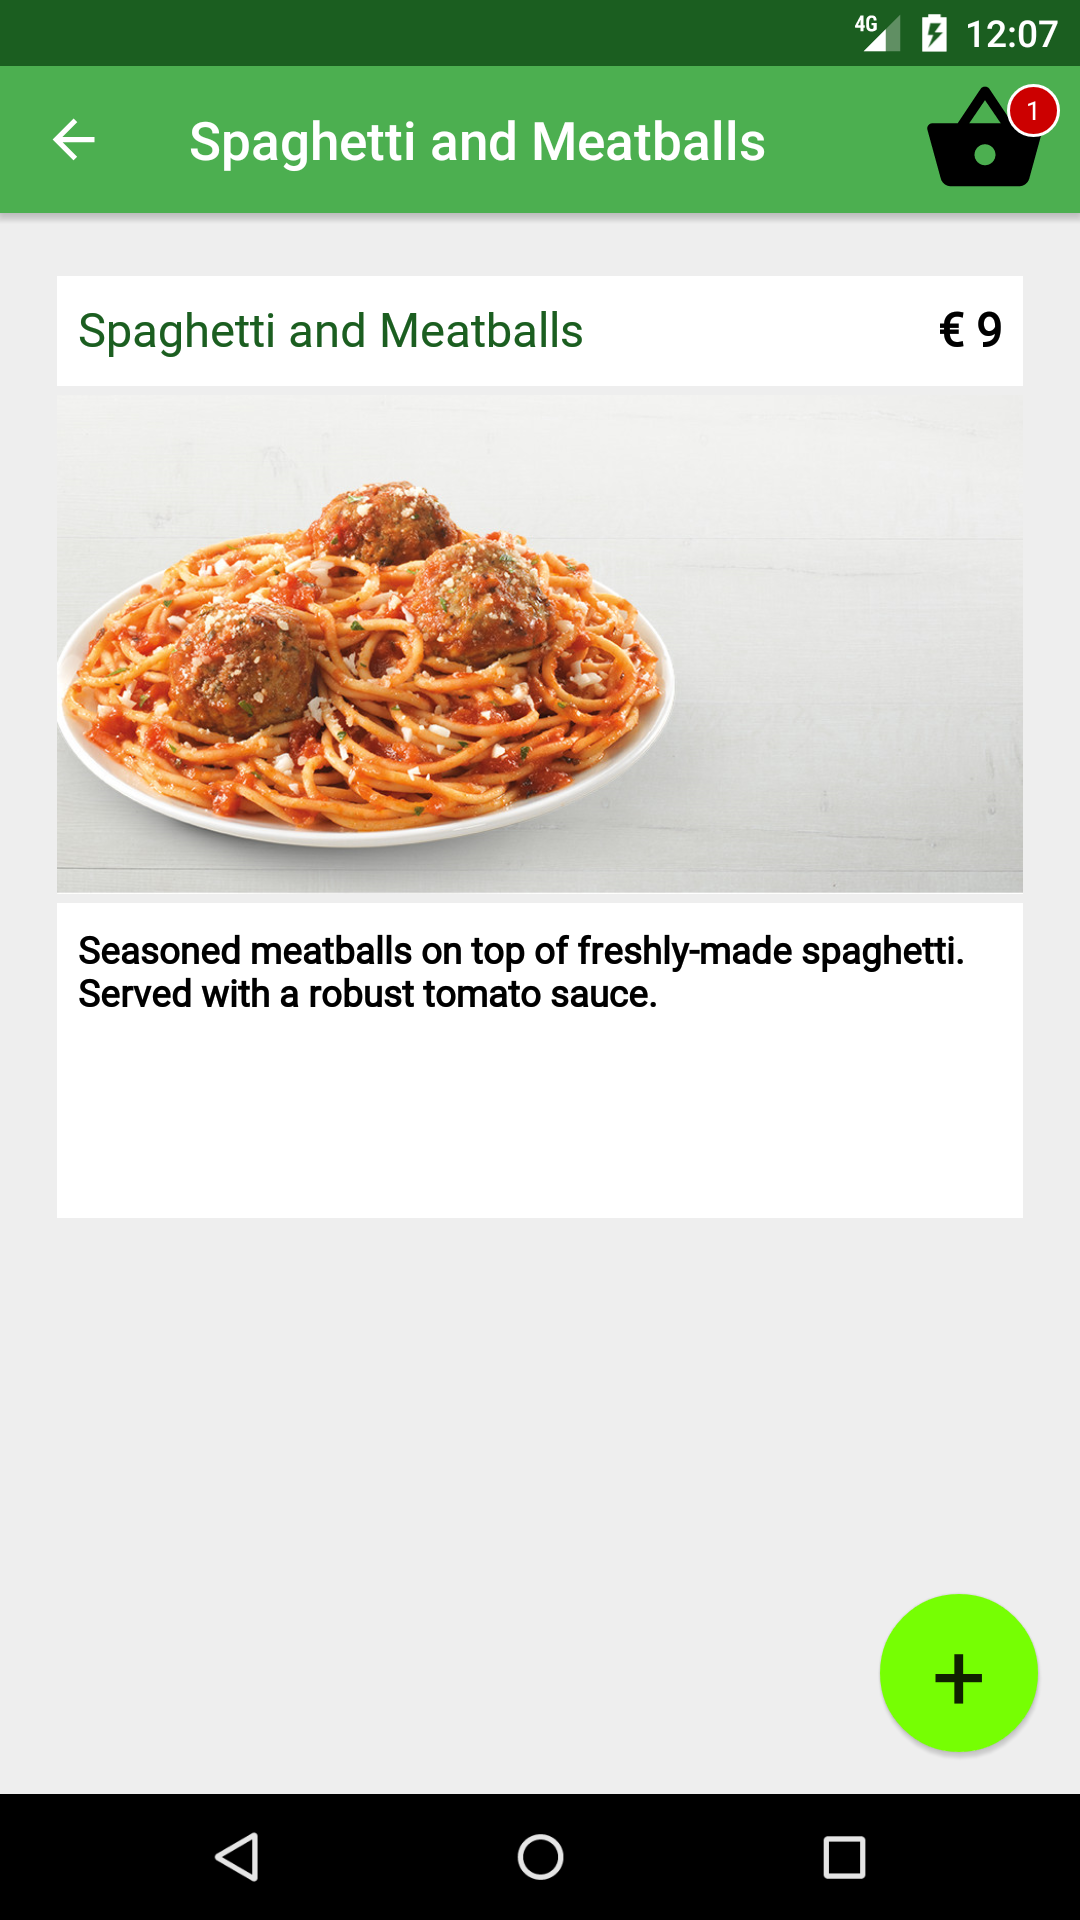 4G 12:07
Spaghetti and Meatballs 1
Spaghetti and Meatballs € 9
Seasoned meatballs on top of freshly-made spaghetti.
Served with a robust tomato sauce.
+